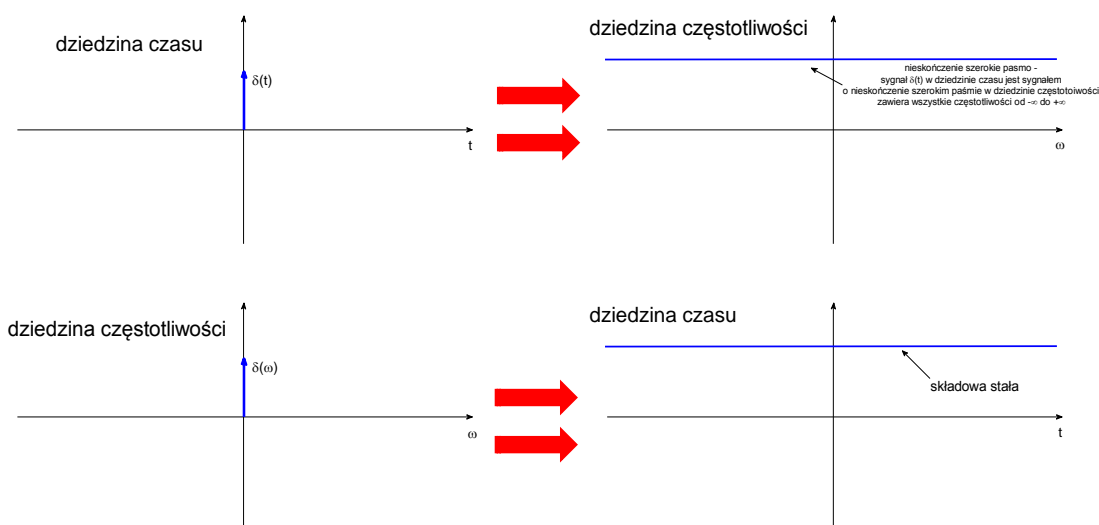 dziedzina czasu
δ(t)
t
dziedzina częstotliwości
nieskończenie szerokie pasmo -
sygnał δ(t) w dziedzinie czasu jest sygnałem
o nieskończenie szerokim paśmie w dziedzinie częstotoiwości
zawiera wszystkie częstotliwości od -∞ do +∞
ω
dziedzina częstotliwości
δ(ω)
ω
dziedzina czasu
składowa stała
t